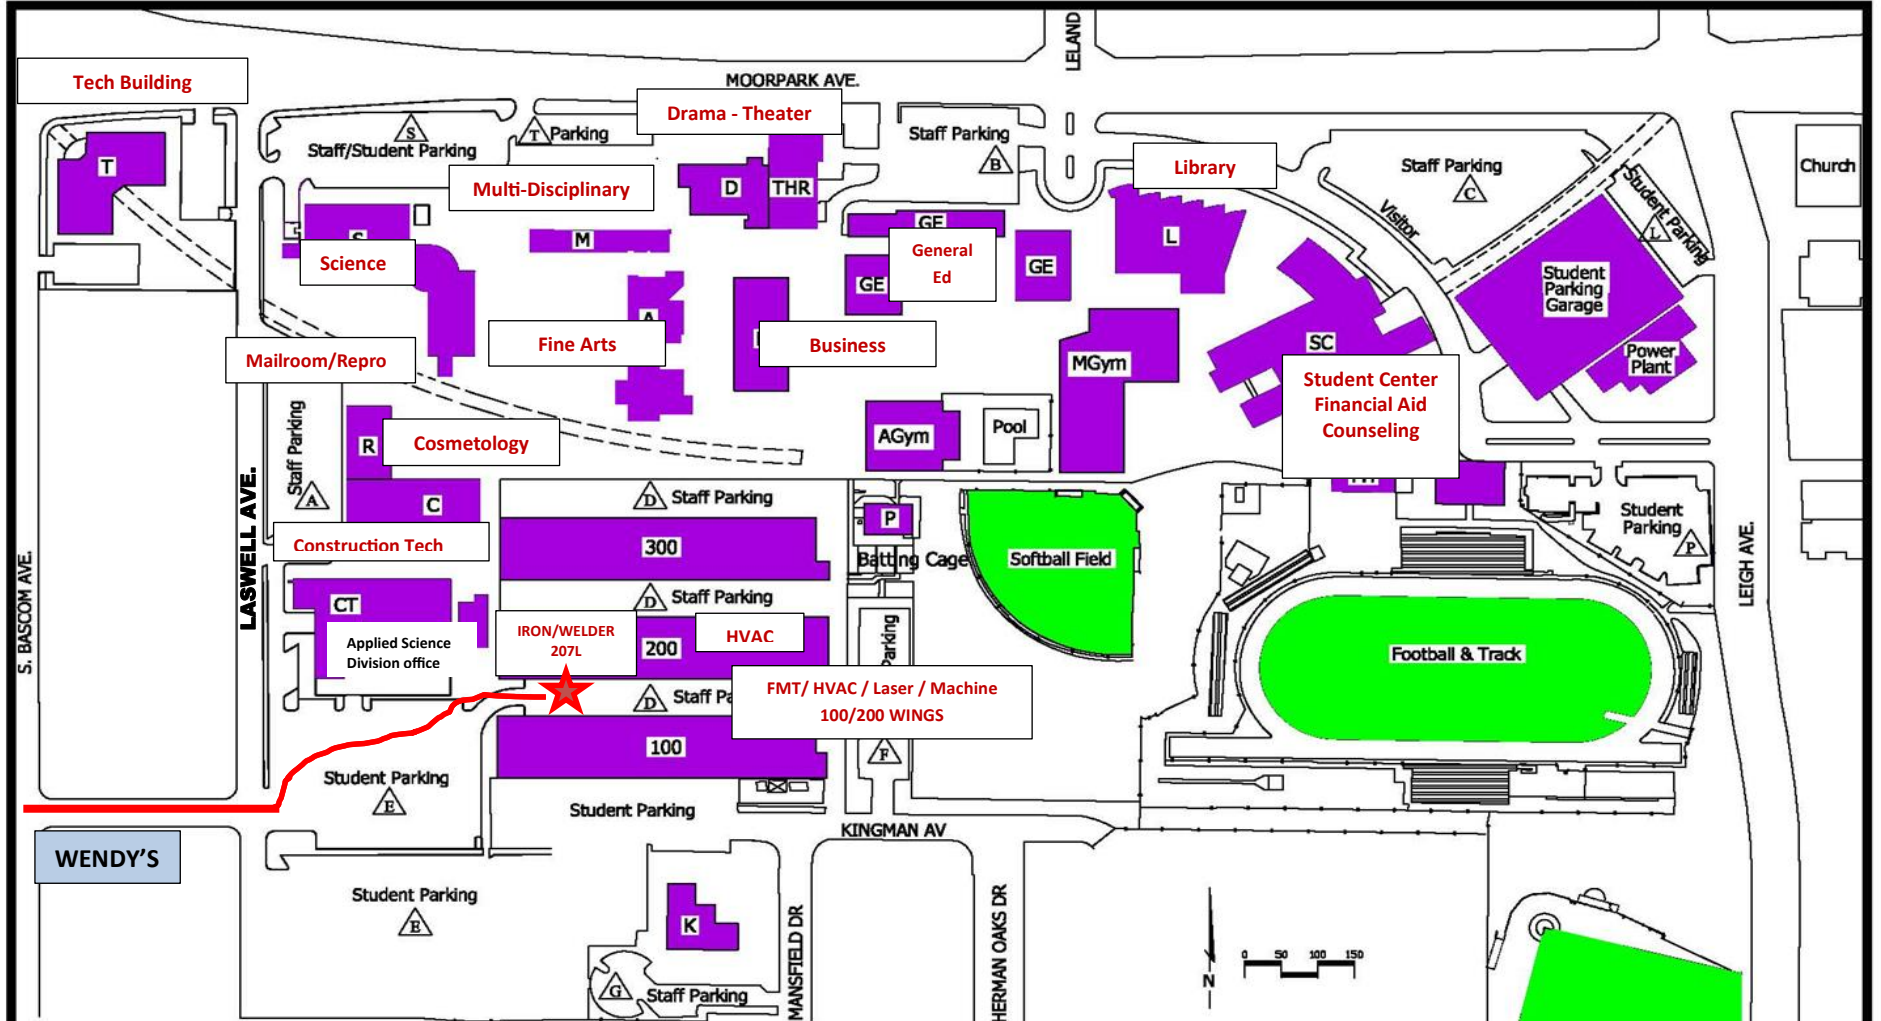 LELAND
MOORPARK AVE.
Tech Building
Drama - Theater
S
Staff/Student Parking
T
Parking
Staff Parking
B
Library
Staff Parking
C
Church
T
Multi-Disciplinary
D
THR
Visitor
Student Parking
L
S
Science
M
GE
General
Ed
GE
GE
L
Student
Parking
Garage
Mailroom/Repro
Fine Arts
A
Business
MGym
SC
Power
Plant
Student Center
Financial Aid
Counseling
Staff Parking
A
R
Cosmetology
AGym
Pool
LASWELL AVE.
C
D
Staff Parking
P
Student
Parking
P
Construction Tech
300
Batting Cage
Softball Field
S. BASCOM AVE.
LEIGH AVE.
CT
D
Staff Parking
Applied Science
Division office
IRON/WELDER
207L
200
HVAC
Parking
Football & Track
D
Staff Pa
FMT/ HVAC / Laser / Machine
100/200 WINGS
100
F
Student Parking
E
Student Parking
KINGMAN AV
WENDY'S
Student Parking
E
K
MANSFIELD DR
HERMAN OAKS DR
G
Staff Parking
N
0 50 100 150